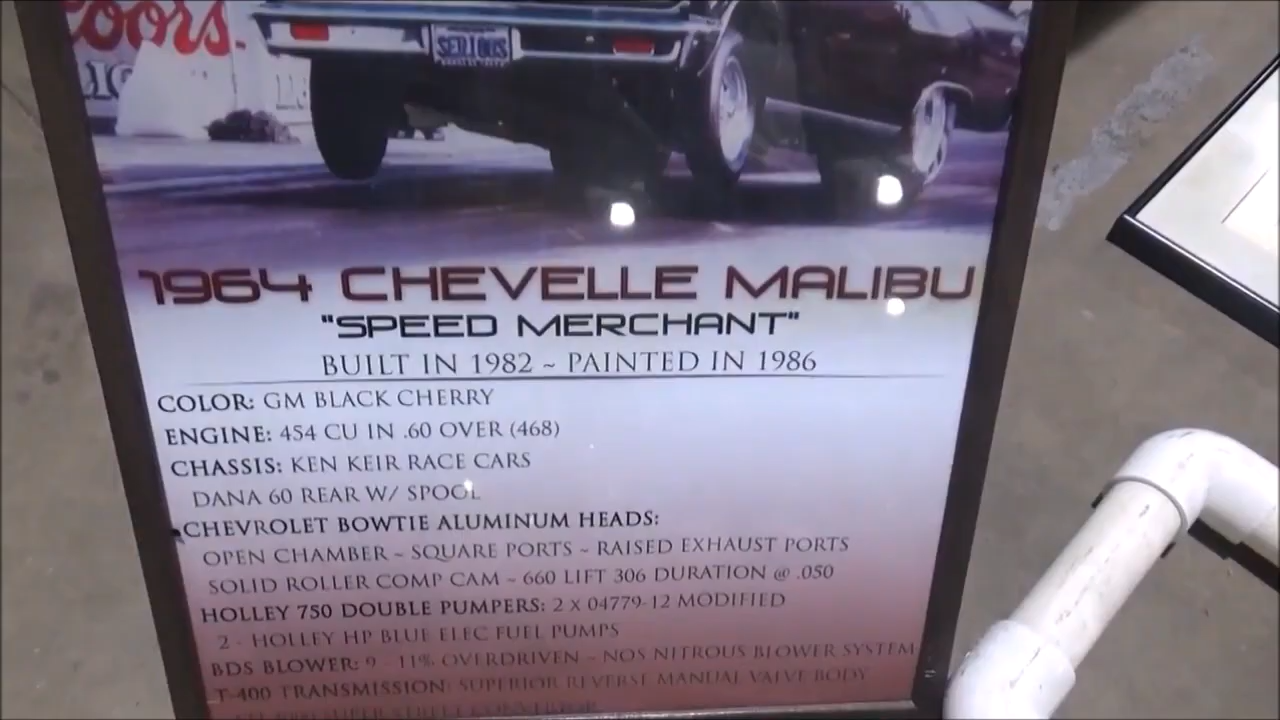 Coors.
SERIOUS
1964 CHEVELLE MALIBU
"SPEED MERCHANT"
BUILT IN 1982 ~ PAINTED IN 1986
COLOR: GM BLACK CHERRY
ENGINE: 454 CU IN .60 OVER (468)
CHASSIS: KEN KEIR RACE CARS
DANA 60 REAR W/ SPOOL
CHEVROLET BOWTIE ALUMINUM HEADS:
OPEN CHAMBER ~ SQUARE PORTS ~ RAISED EXHAUST PORTS
SOLID ROLLER COMP CAM ~ 660 LIFT 306 DURATION @ .050
HOLLEY 750 DOUBLE PUMPERS: 2 X 04779-12 MODIFIED
2 - HOLLEY HP BLUE ELEC FUEL PUMPS
BDS BLOWER: 9 - 11% OVERDRIVEN ~ NOS NITROUS BLOWER SYSTEM
T-400 TRANSMISSION: SUPERIOR REVERSE MANUAL VALVE BODY